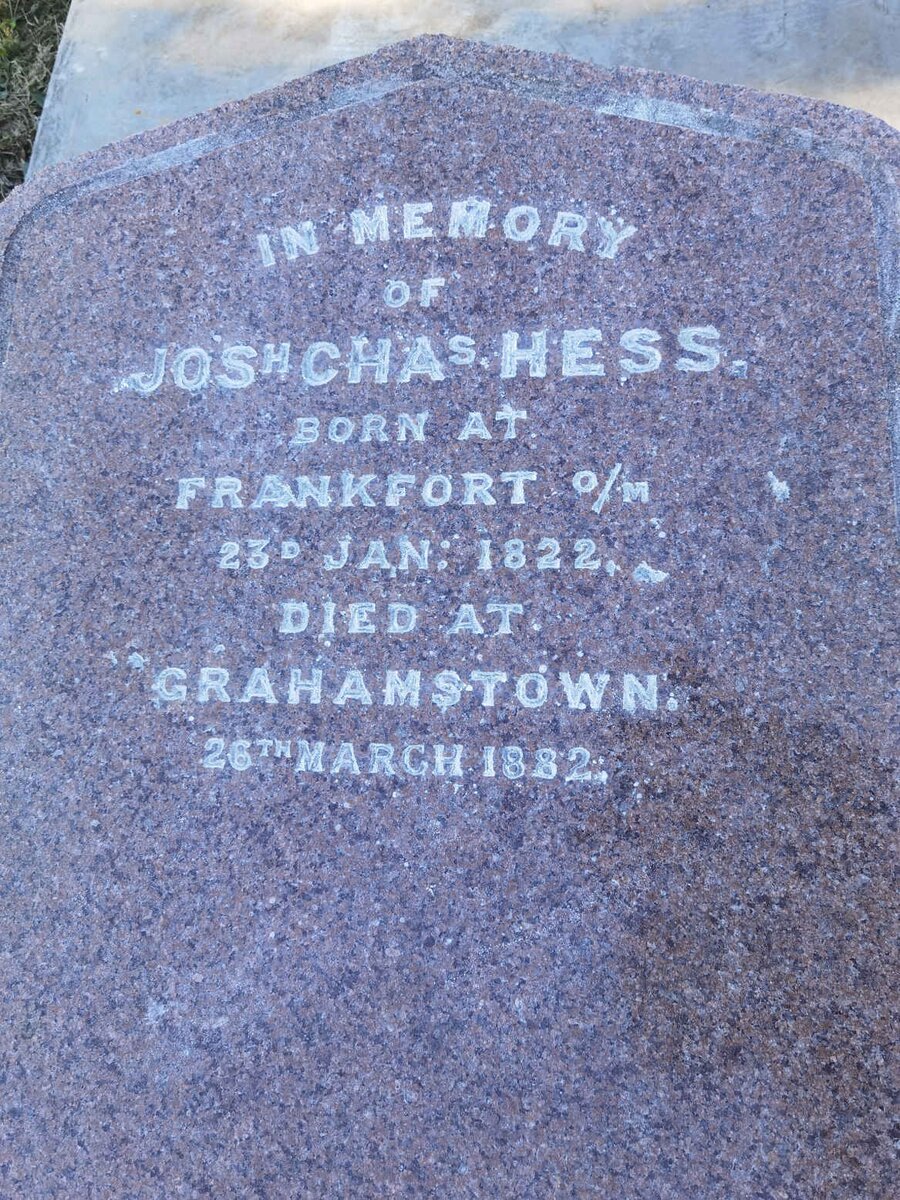 IN MEMORY
OF
JOSH CHAS HESS.
BORN AT
FRANKFORT O/M
23D JAN: 1822.
DIED AT
GRAHAMSTOWN.
26TH MARCH 1882.